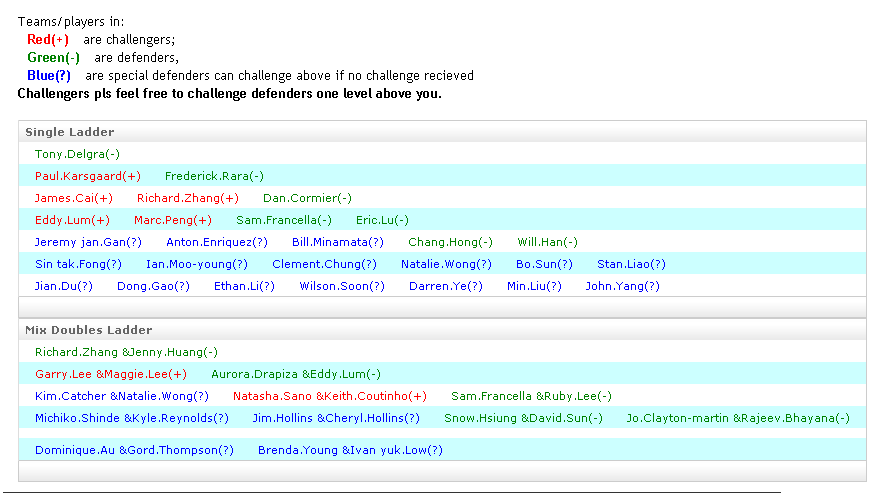 Teams/players in:
Red(+) are challengers;
Green(-) are defenders,
Blue(?) are special defenders can challenge above if no challenge recieved
Challengers pls feel free to challenge defenders one level above you.
Single Ladder
Tony.Delgra(-)
Paul.Karsgaard(+) Frederick.Rara(-)
James.Cai(+) Richard.Zhang(+) Dan.Cormier(-)
Eddy.Lum(+) Marc.Peng(+) Sam.Francella(-) Eric.Lu(-)
Jeremy jan.Gan(?) Anton.Enriquez(?) Bill.Minamata(?) Chang.Hong(-) Will.Han(-)
Sin tak.Fong(?) Ian.Moo-young(?) Clement.Chung(?) Natalie.Wong(?) Bo.Sun(?) Stan.Liao(?)
Jian.Du(?) Dong.Gao(?) Ethan.Li(?) Wilson.Soon(?) Darren.Ye(?) Min.Liu(?) John.Yang(?)
Mix Doubles Ladder
Richard.Zhang &Jenny.Huang(-)
Garry.Lee &Maggie.Lee(+) Aurora.Drapiza &Eddy.Lum(-)
Kim.Catcher &Natalie.Wong(?) Natasha.Sano &Keith.Coutinho(+) Sam.Francella &Ruby.Lee(-)
Michiko.Shinde &Kyle.Reynolds(?) Jim.Hollins &Cheryl.Hollins(?) Snow.Hsiung &David.Sun(-) Jo.Clayton-martin &Rajeev.Bhayana(-)
Dominique.Au &Gord.Thompson(?) Brenda.Young &Ivan yuk.Low(?)